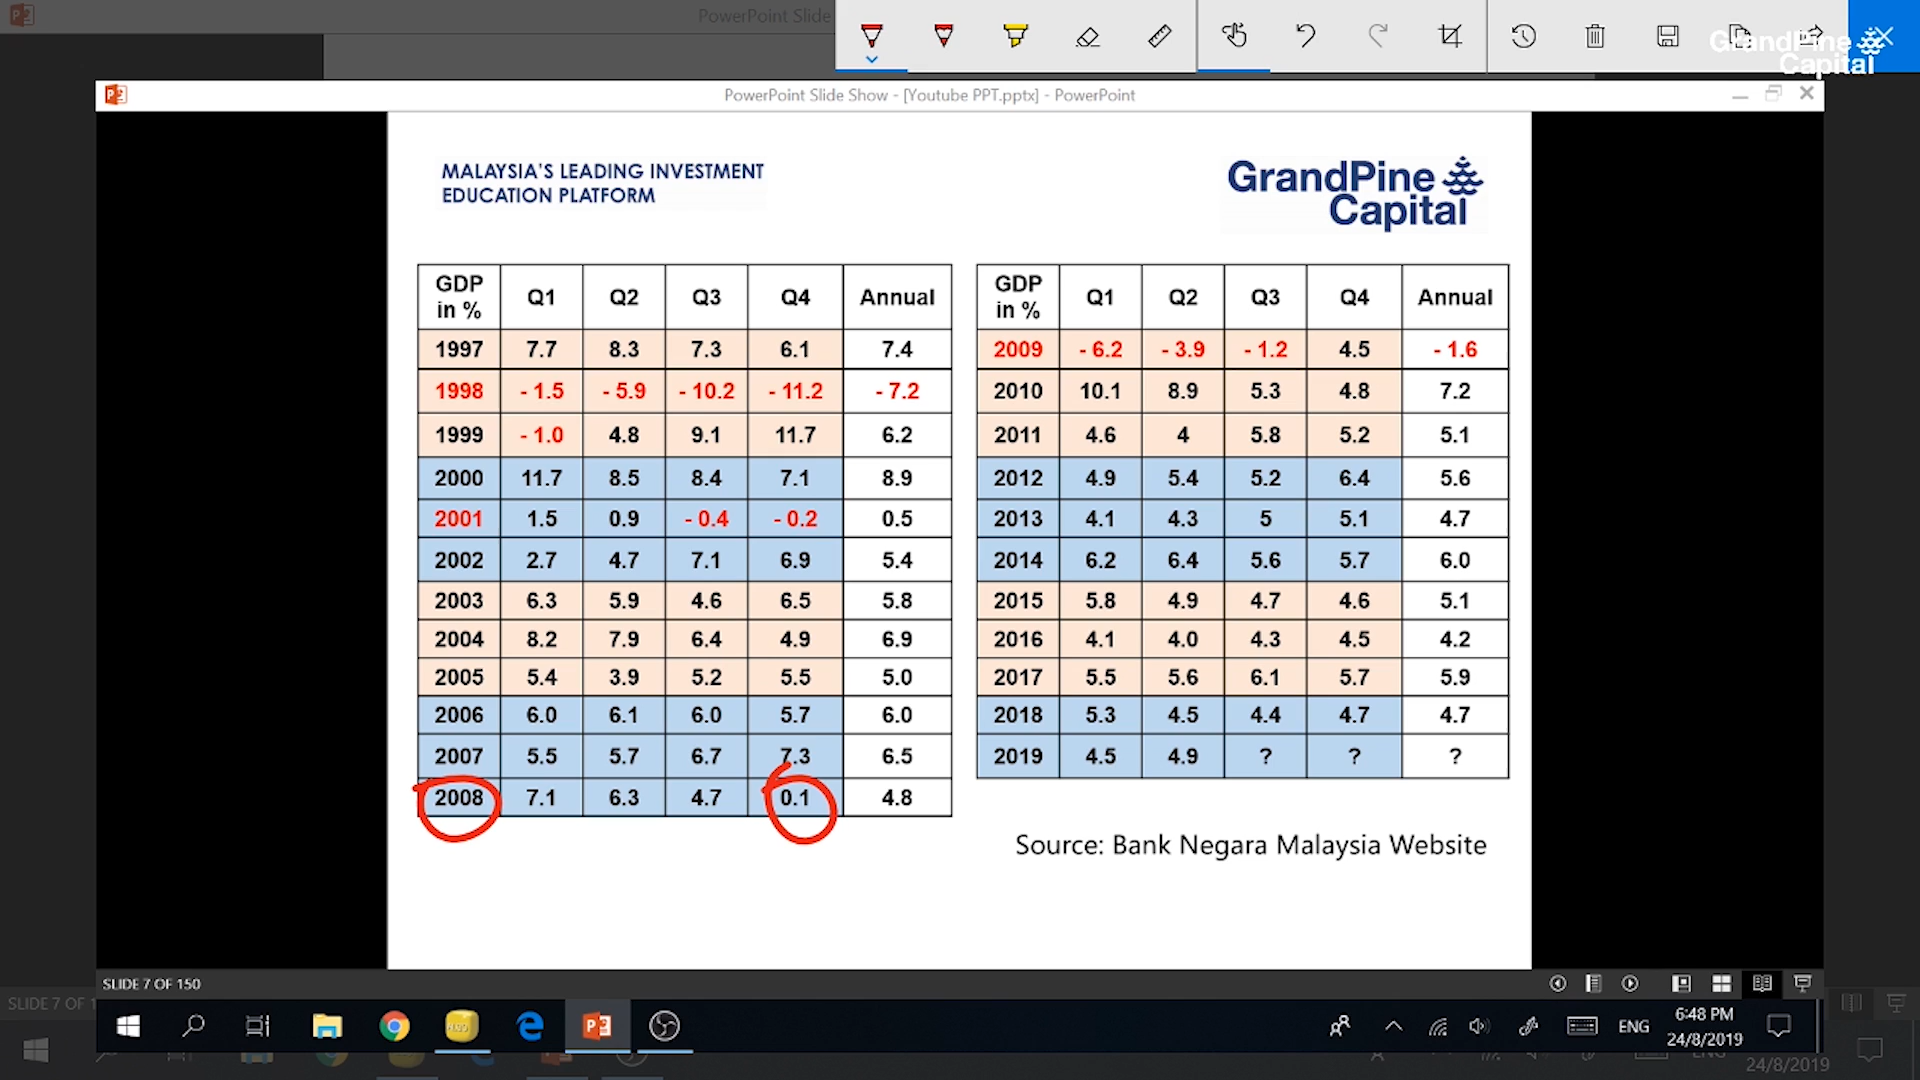 PowerPoint Slide
GrandPine
Capital
PowerPoint Slide Show - [Youtube PPT.pptx] - PowerPoint
MALAYSIA'S LEADING INVESTMENT
EDUCATION PLATFORM
GrandPine
Capital
GDP in % Q1 Q2 Q3 Q4 Annual
1997 7.7 8.3 7.3 6.1 7.4
1998 - 1.5 - 5.9 - 10.2 - 11.2 - 7.2
1999 - 1.0 4.8 9.1 11.7 6.2
2000 11.7 8.5 8.4 7.1 8.9
2001 1.5 0.9 - 0.4 - 0.2 0.5
2002 2.7 4.7 7.1 6.9 5.4
2003 6.3 5.9 4.6 6.5 5.8
2004 8.2 7.9 6.4 4.9 6.9
2005 5.4 3.9 5.2 5.5 5.0
2006 6.0 6.1 6.0 5.7 6.0
2007 5.5 5.7 6.7 7.3 6.5
2008 7.1 6.3 4.7 0.1 4.8
GDP in % Q1 Q2 Q3 Q4 Annual
2009 - 6.2 - 3.9 - 1.2 4.5 - 1.6
2010 10.1 8.9 5.3 4.8 7.2
2011 4.6 4 5.8 5.2 5.1
2012 4.9 5.4 5.2 6.4 5.6
2013 4.1 4.3 5 5.1 4.7
2014 6.2 6.4 5.6 5.7 6.0
2015 5.8 4.9 4.7 4.6 5.1
2016 4.1 4.0 4.3 4.5 4.2
2017 5.5 5.6 6.1 5.7 5.9
2018 5.3 4.5 4.4 4.7 4.7
2019 4.5 4.9 ? ? ?
Source: Bank Negara Malaysia Website
SLIDE 7 OF 150
SLIDE 7 OF 1
ENG
6:48 PM
24/8/2019
24/8/2019